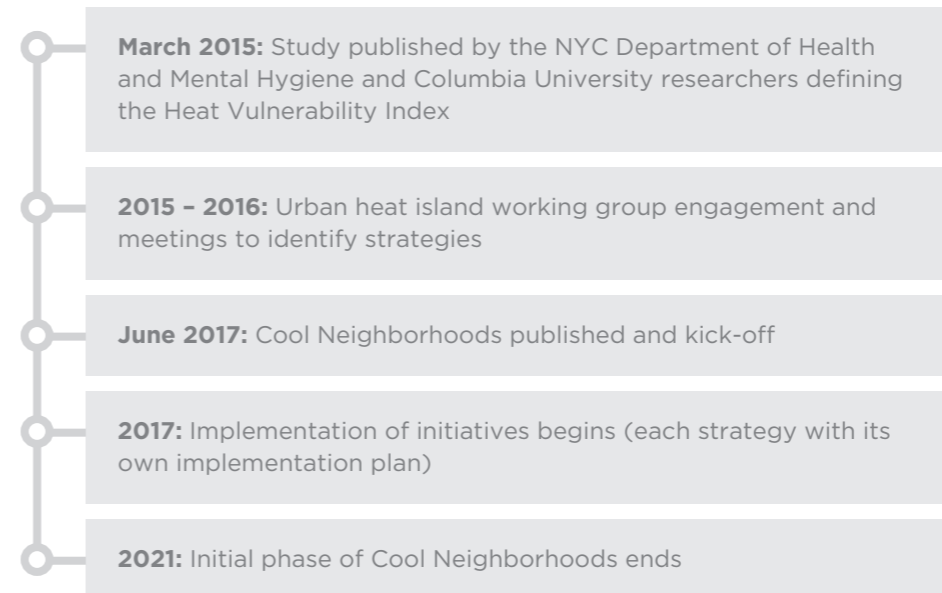 March 2015: Study published by the NYC Department of Health
and Mental Hygiene and Columbia University researchers defining
the Heat Vulnerability Index
2015 – 2016: Urban heat island working group engagement and
meetings to identify strategies
June 2017: Cool Neighborhoods published and kick-off
2017: Implementation of initiatives begins (each strategy with its
own implementation plan)
2021: Initial phase of Cool Neighborhoods ends